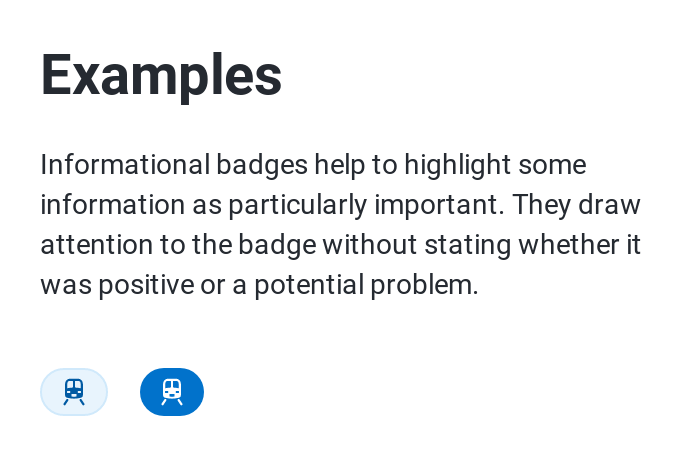 Examples
Informational badges help to highlight some
information as particularly important. They draw
attention to the badge without stating whether it
was positive or a potential problem.